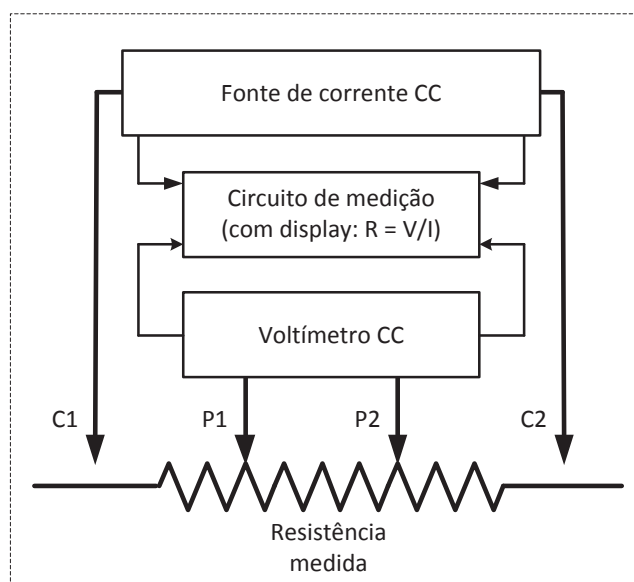 Fonte de corrente CC
Circuito de medição
(com display: R = V/I)
Voltímetro CC
C1
P1
P2
C2
Resistência
medida